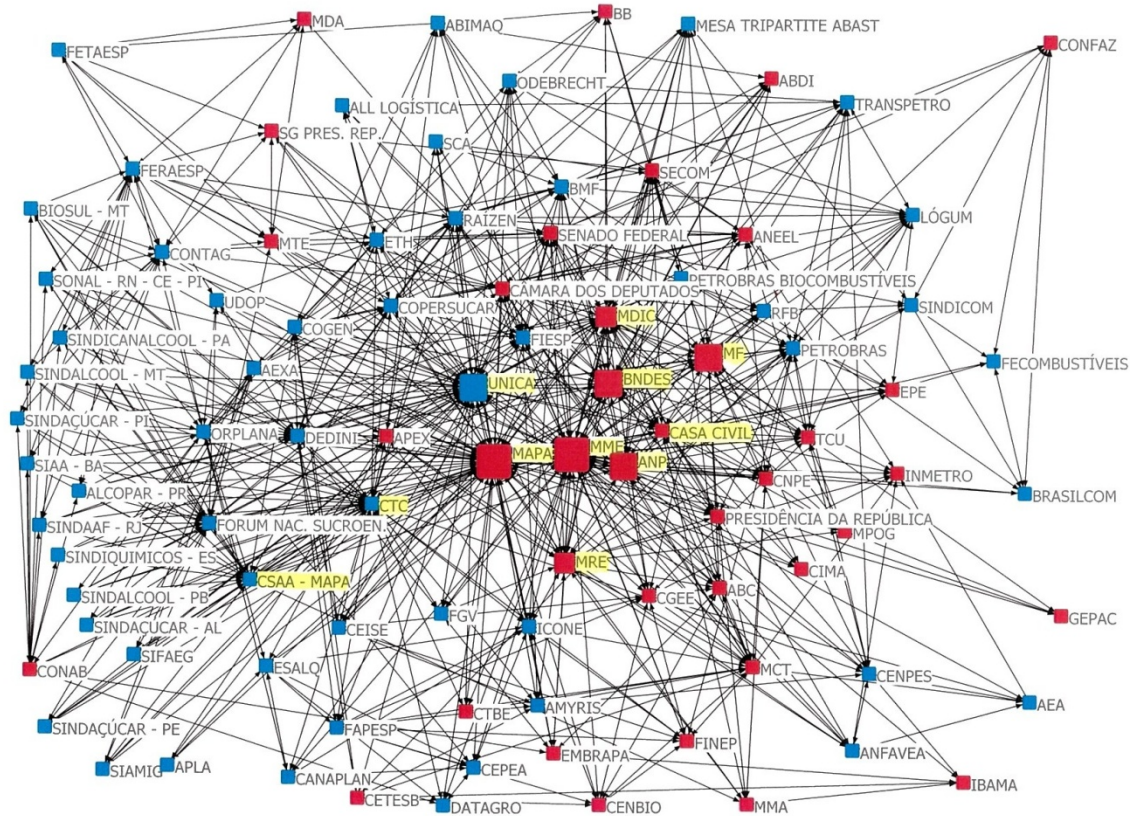 MDA
ABIMAQ
BB
MESA TRIPARTITE ABAST
CONFAZ
FETAESP
ODEBRECHT
ABDI
ALL LOGÍSTICA
TRANSPETRO
SG PRES. REP.
SCA
FERAESP
SECOM
BMF
BIOSUL - MT
RAIZEN
LÓGUM
MTE
ETH
SENADO FEDERAL
ANEEL
CONTAG
SONAL - RN - CE - PI
PETROBRAS BIOCOMBUSTÍVEIS
CÂMARA DOS DEPUTADOS
UDOP
COPERSUCAR
SINDICOM
RFB
MDIC
COGEN
SINDICANALCOOL - PA
FIESP
PETROBRAS
MF
FECOMBUSTÍVEIS
SINDALCOOL - MT
AEXA
UNICA
BNDES
EPE
SINDAÇÚCAR - PI
ORPLANA
DEDINI
APEX
CASA CIVIL
TCU
MAPA
MME
ANP
SIAA - BA
CNPE
INMETRO
ALCOPAR - PR
CTC
BRASILCOM
SINDAAF - RJ
FORUM NAC. SUCROEN.
PRESIDÊNCIA DA REPÚBLICA
MPOG
SINDIQUIMICOS - ES
MRE
CIMA
CSAA - MAPA
SINDALCOOL - PB
CGEE
ABC
SINDAÇUCAR - AL
CEISE
FGV
ICONE
GEPAC
SIFAEG
CONAB
ESALQ
MCT
CENPES
AMYRIS
AEA
CTBE
SINDAÇÚCAR - PE
FAPESP
FINEP
EMBRAPA
ANFAVEA
SIAMIG
APLA
CANAPLAN
CEPEA
IBAMA
CETESB
DATAGRO
CENBIO
MMA